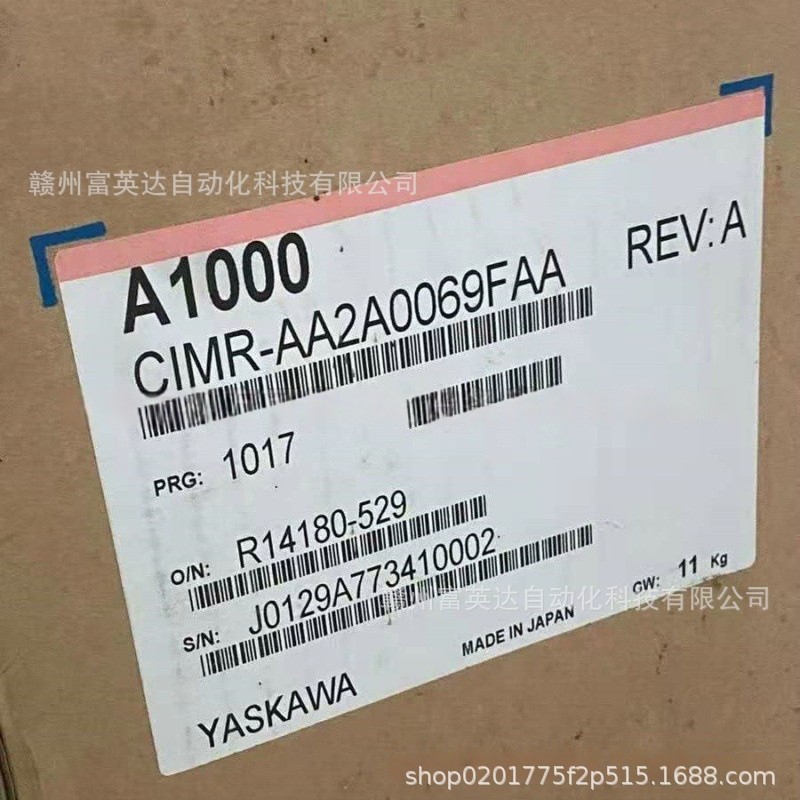 赣州富英达自动化科技有限公司
A1000
CIMR-AA2A0069FAA
REV: A
PRG: 1017
O/N: R14180-529
S/N: J0129A773410002
赣州富英达自动化科技有限公司
GW: 11 Kg
MADE IN JAPAN
YASKAWA
shop0201775f2p515.1688.com